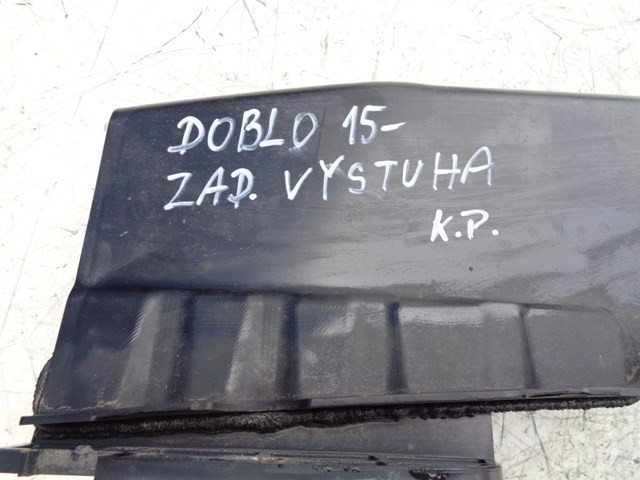 DOBLO 15-
ZAD. VYSTUHA
K.P.